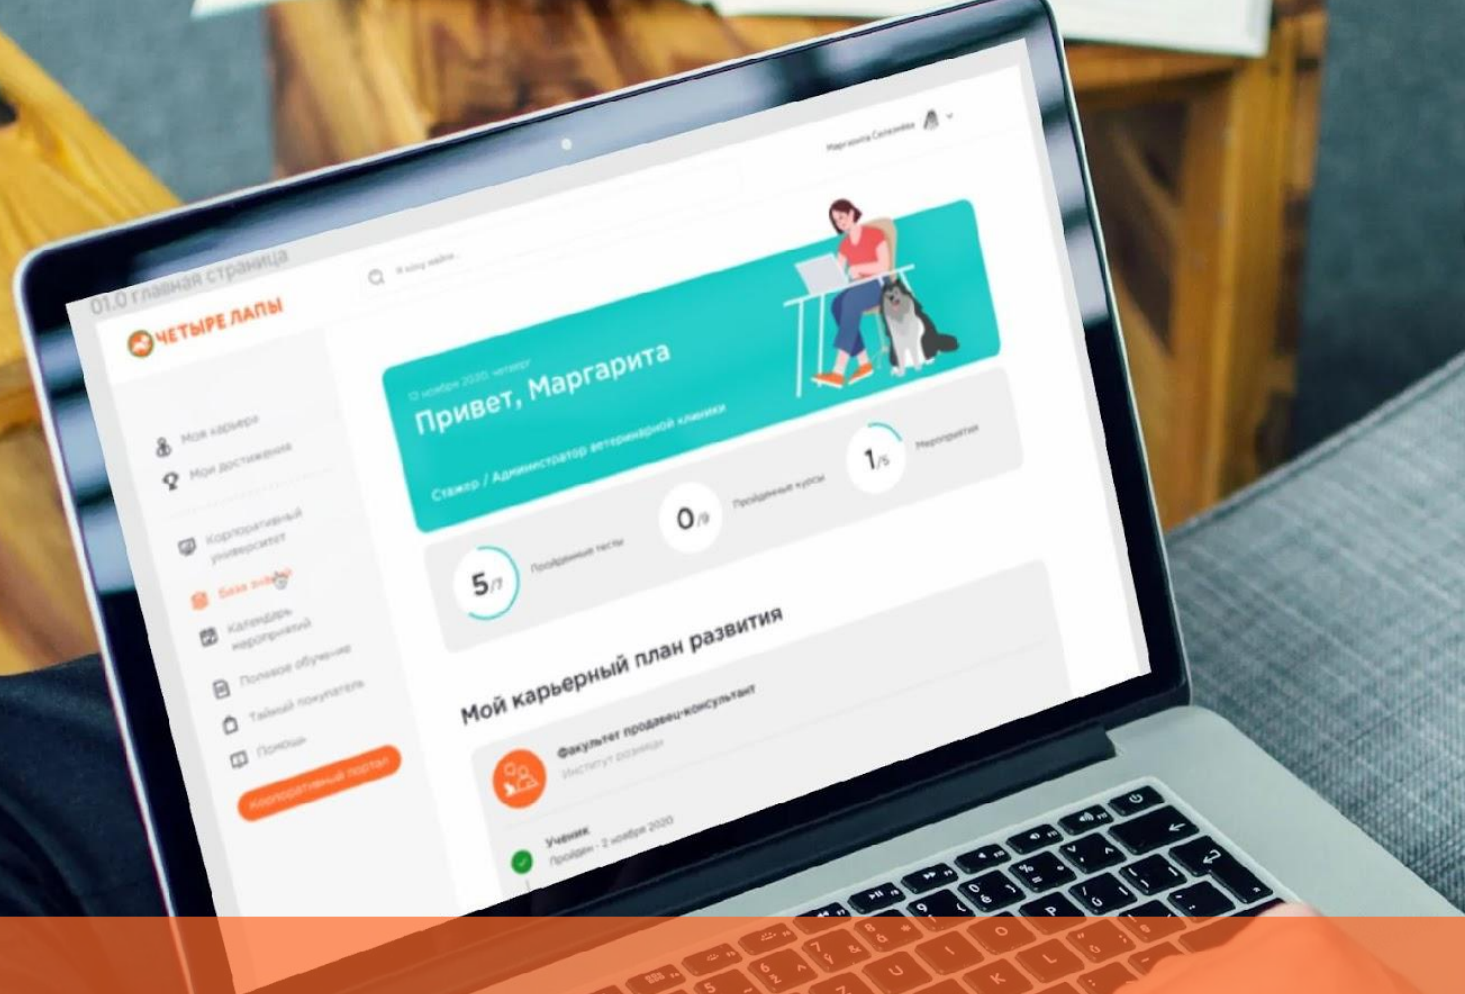 01.0 главная страница
ЧЕТЫРЕ ЛАПЫ
Я хочу найти...
Маргарита Селезнёва
Моя карьера
Мои достижения
Корпоративный
университет
База знаний
Календарь
мероприятий
Полевое обучение
Тайный покупатель
Помощь
Корпоративный портал
12 ноября 2020, четверг
Привет, Маргарита
Стажер / Администратор ветеринарной клиники
5/7
Пройденные тесты
0/9
Пройденные курсы
1/5
Мероприятия
Мой карьерный план развития
Факультет продавец-консультант
Институт розницы
Ученик
Пройден - 2 ноября 2020